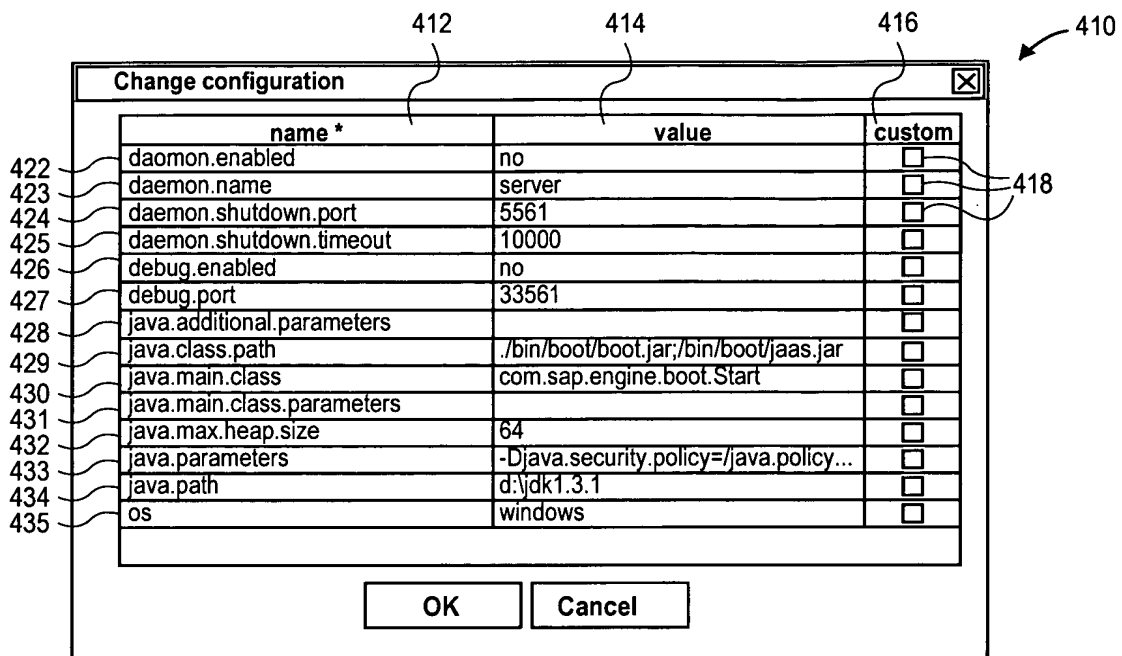 412 414 416 410
Change configuration
name * value custom
422 daomon.enabled no
423 daemon.name server 418
424 daemon.shutdown.port 5561
425 daemon.shutdown.timeout 10000
426 debug.enabled no
427 debug.port 33561
428 java.additional.parameters
429 java.class.path ./bin/boot/boot.jar;/bin/boot/jaas.jar
430 java.main.class com.sap.engine.boot.Start
431 java.main.class.parameters
432 java.max.heap.size 64
433 java.parameters -Djava.security.policy=/java.policy...
434 java.path d:\jdk1.3.1
435 os windows
OK Cancel